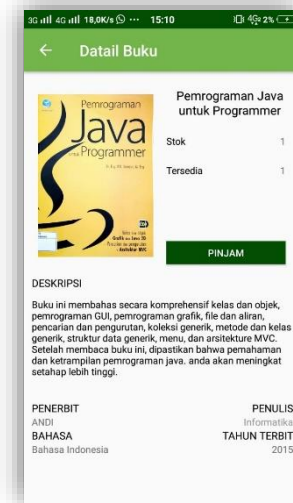 3G 4G 18,0K/s ··· 15:10 4G 2%
← Datail Buku
Pemrograman
Java
untuk Programmer
Pemrograman Java
untuk Programmer
Stok 1
Tersedia 1
PINJAM
DESKRIPSI
Buku ini membahas secara komprehensif kelas dan objek,
pemrograman GUI, pemrograman grafik, file dan aliran,
pencarian dan pengurutan, koleksi generik, metode dan kelas
generik, struktur data generik, menu, dan arsitekture MVC.
Setelah membaca buku ini, dipastikan bahwa pemahaman
dan ketrampilan pemrograman java. anda akan meningkat
setahap lebih tinggi.
PENERBIT PENULIS
ANDI Informatika
BAHASA TAHUN TERBIT
Bahasa Indonesia 2015